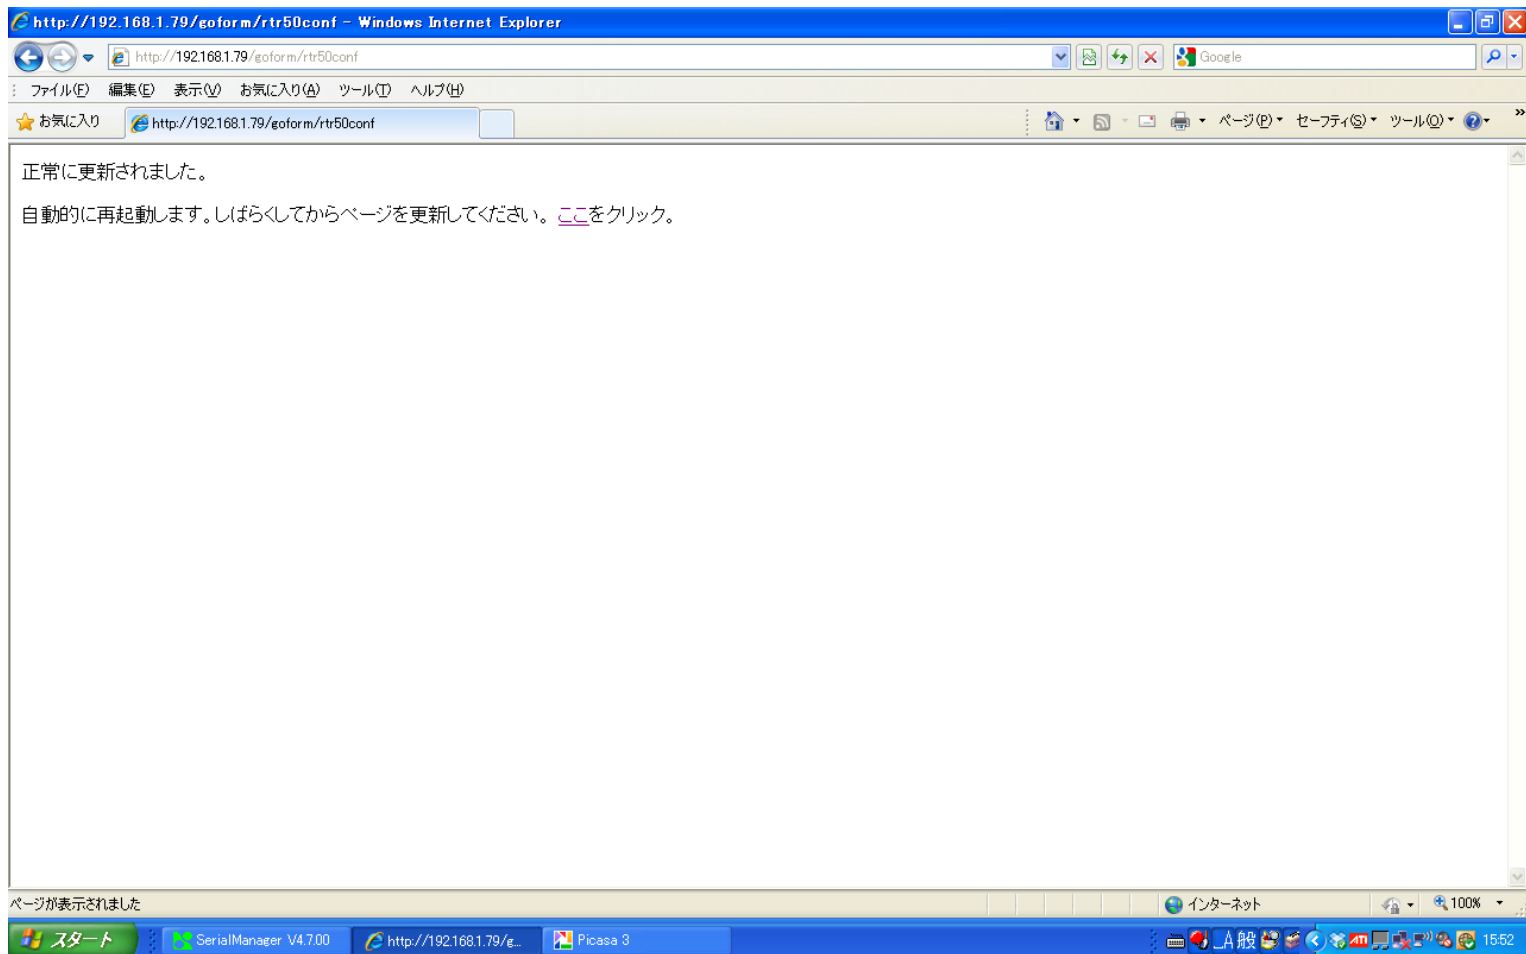 http://192.168.1.79/goform/rtr50conf - Windows Internet Explorer
http://192.168.1.79/goform/rtr50conf
Google
ファイル(F) 編集(E) 表示(V) お気に入り(A) ツール(T) ヘルプ(H)
お気に入り http://192.168.1.79/goform/rtr50conf ページ(P) セーフティ(S) ツール(O) »
正常に更新されました。
自動的に再起動します。しばらくしてからページを更新してください。ここをクリック。
ページが表示されました インターネット 100%
スタート SerialManager V4.7.00 http://192.168.1.79/g... Picasa 3 A 般 ATI 15:52